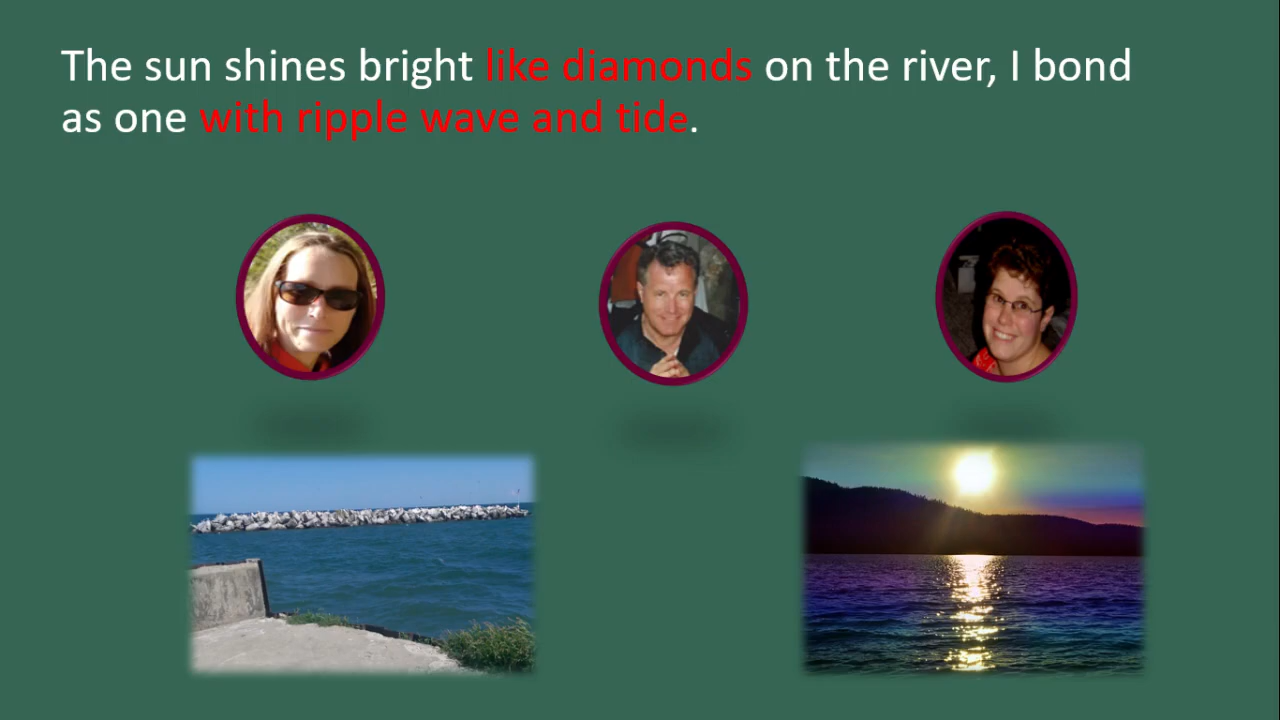 The sun shines bright like diamonds on the river, I bond
as one with ripple wave and tide.